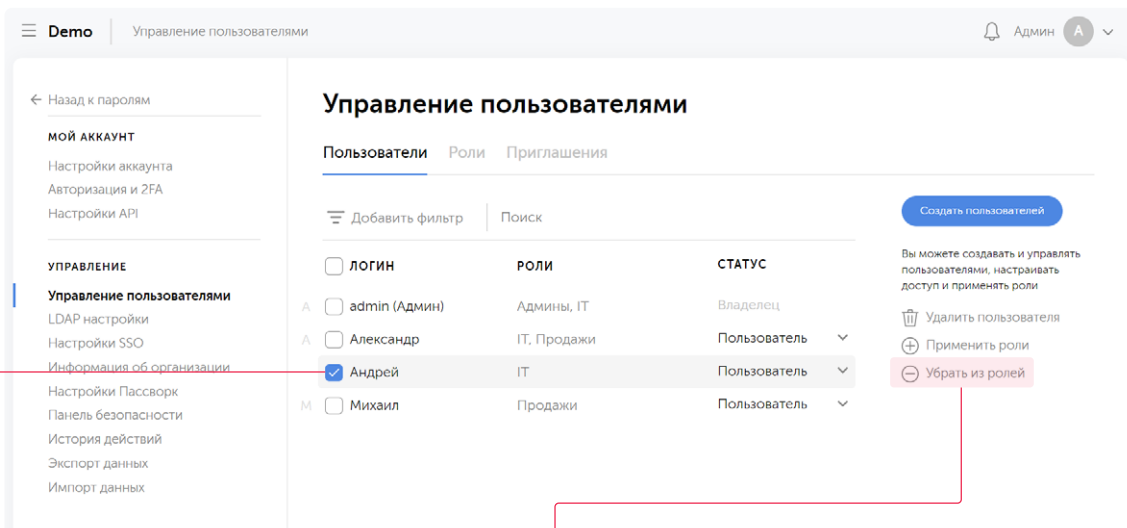 Demo
Управление пользователями
Админ
А
Назад к паролям
МОЙ АККАУНТ
Настройки аккаунта
Авторизация и 2FA
Настройки API
УПРАВЛЕНИЕ
Управление пользователями
LDAP настройки
Настройки SSO
Информация об организации
Настройки Пассворк
Панель безопасности
История действий
Экспорт данных
Импорт данных
Управление пользователями
Пользователи Роли Приглашения
Добавить фильтр Поиск
ЛОГИН РОЛИ СТАТУС
A admin (Админ) Админы, IT Владелец
А Александр IT, Продажи Пользователь
Андрей IT Пользователь
М Михаил Продажи Пользователь
Создать пользователей
Вы можете создавать и управлять
пользователями, настраивать
доступ и применять роли
Удалить пользователя
Применить роли
Убрать из ролей